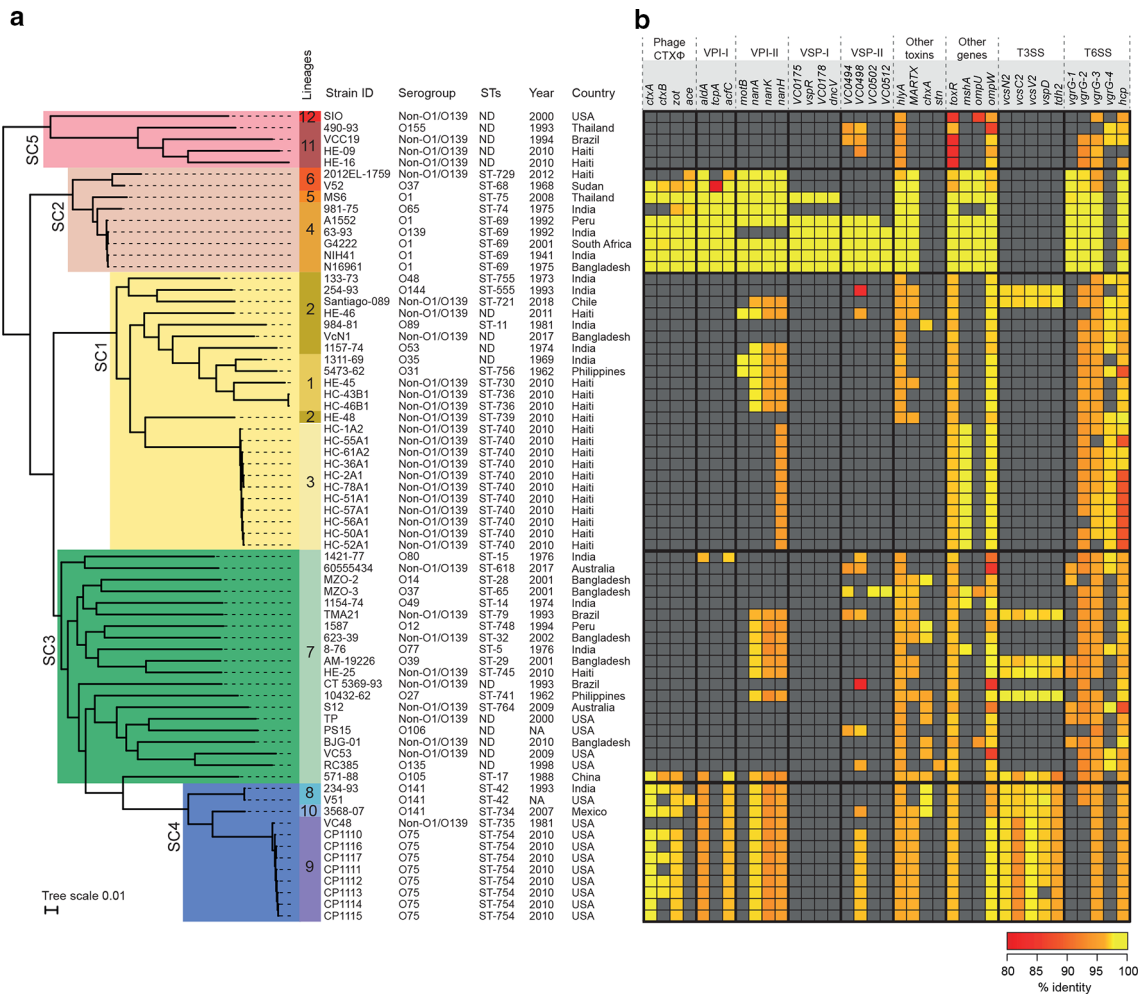 a
Lineages
Strain ID Serogroup STs Year Country
12 SIO Non-O1/O139 ND 2000 USA
490-93 O155 ND 1993 Thailand
11 VCC19 Non-O1/O139 ND 1994 Brazil
HE-09 Non-O1/O139 ND 2010 Haiti
HE-16 Non-O1/O139 ND 2010 Haiti
SC5
6 2012EL-1759 Non-O1/O139 ST-729 2012 Haiti
V52 O37 ST-68 1968 Sudan
5 MS6 O1 ST-75 2008 Thailand
981-75 O65 ST-74 1975 India
A1552 O1 ST-69 1992 Peru
4 63-93 O139 ST-69 1992 India
G4222 O1 ST-69 2001 South Africa
NIH41 O1 ST-69 1941 India
N16961 O1 ST-69 1975 Bangladesh
SC2
133-73 O48 ST-755 1973 India
254-93 O144 ST-555 1993 India
Santiago-089 Non-O1/O139 ST-721 2018 Chile
2 HE-46 Non-O1/O139 ND 2011 Haiti
984-81 O89 ST-11 1981 India
VcN1 Non-O1/O139 ND 2017 Bangladesh
1157-74 O53 ND 1974 India
1311-69 O35 ND 1969 India
5473-62 O31 ST-756 1962 Philippines
1 HE-45 Non-O1/O139 ST-730 2010 Haiti
HC-43B1 Non-O1/O139 ST-736 2010 Haiti
HC-46B1 Non-O1/O139 ST-736 2010 Haiti
2 HE-48 Non-O1/O139 ST-739 2010 Haiti
HC-1A2 Non-O1/O139 ST-740 2010 Haiti
HC-55A1 Non-O1/O139 ST-740 2010 Haiti
HC-61A2 Non-O1/O139 ST-740 2010 Haiti
HC-36A1 Non-O1/O139 ST-740 2010 Haiti
HC-2A1 Non-O1/O139 ST-740 2010 Haiti
3 HC-78A1 Non-O1/O139 ST-740 2010 Haiti
HC-51A1 Non-O1/O139 ST-740 2010 Haiti
HC-57A1 Non-O1/O139 ST-740 2010 Haiti
HC-56A1 Non-O1/O139 ST-740 2010 Haiti
HC-50A1 Non-O1/O139 ST-740 2010 Haiti
HC-52A1 Non-O1/O139 ST-740 2010 Haiti
SC1
1421-77 O80 ST-15 1976 India
60555434 Non-O1/O139 ST-618 2017 Australia
MZO-2 O14 ST-28 2001 Bangladesh
MZO-3 O37 ST-65 2001 Bangladesh
1154-74 O49 ST-14 1974 India
TMA21 Non-O1/O139 ST-79 1993 Brazil
1587 O12 ST-748 1994 Peru
623-39 Non-O1/O139 ST-32 2002 Bangladesh
7 8-76 O77 ST-5 1976 India
AM-19226 O39 ST-29 2001 Bangladesh
HE-25 Non-O1/O139 ST-745 2010 Haiti
CT 5369-93 Non-O1/O139 ND 1993 Brazil
10432-62 O27 ST-741 1962 Philippines
S12 Non-O1/O139 ST-764 2009 Australia
TP Non-O1/O139 ND 2000 USA
PS15 O106 ND NA USA
BJG-01 Non-O1/O139 ND 2010 Bangladesh
VC53 Non-O1/O139 ND 2009 USA
RC385 O135 ND 1998 USA
571-88 O105 ST-17 1988 China
SC3
8 234-93 O141 ST-42 1993 India
V51 O141 ST-42 NA USA
10 3568-07 O141 ST-734 2007 Mexico
VC48 Non-O1/O139 ST-735 1981 USA
CP1110 O75 ST-754 2010 USA
CP1116 O75 ST-754 2010 USA
CP1117 O75 ST-754 2010 USA
9 CP1111 O75 ST-754 2010 USA
CP1112 O75 ST-754 2010 USA
CP1113 O75 ST-754 2010 USA
CP1114 O75 ST-754 2010 USA
CP1115 O75 ST-754 2010 USA
SC4
Tree scale 0.01
b
Phage CTXΦ VPI-I VPI-II VSP-I VSP-II Other toxins Other genes T3SS T6SS
ctxA ctxB zot ace aldA tcpA acfC mdtB nanA nanK nanH VC0175 vspR VC0178 dncV VC0494 VC0498 VC0502 VC0512 hlyA MARTX chxA stn toxR mshA ompU ompW vcsN2 vcsC2 vcsV2 vspD tdh2 vgrG-1 vgrG-2 vgrG-3 vgrG-4 hcp
80 85 90 95 100
% identity